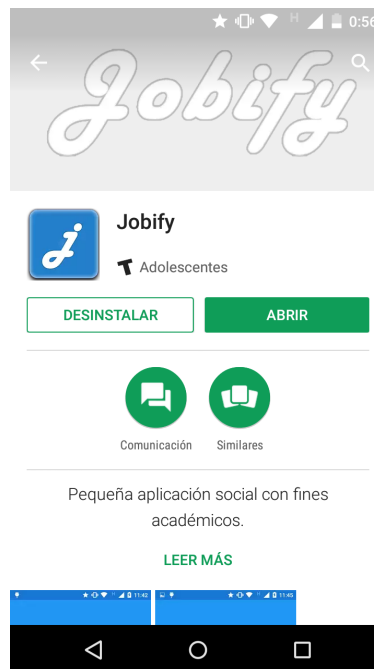 H 0:56
Jobify
Jobify
Adolescentes
DESINSTALAR
ABRIR
Comunicación
Similares
Pequeña aplicación social con fines
académicos.
LEER MÁS
11:43
11:45